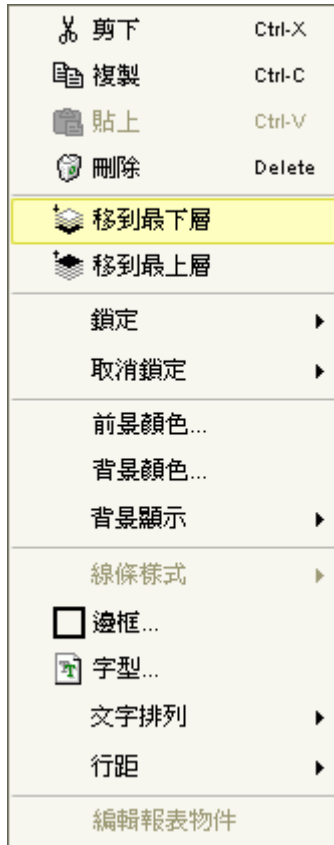 剪下 Ctrl-X
複製 Ctrl-C
貼上 Ctrl-V
刪除 Delete
移到最下層
移到最上層
鎖定
取消鎖定
前景顏色...
背景顏色...
背景顯示
線條樣式
邊框...
字型...
文字排列
行距
編輯報表物件